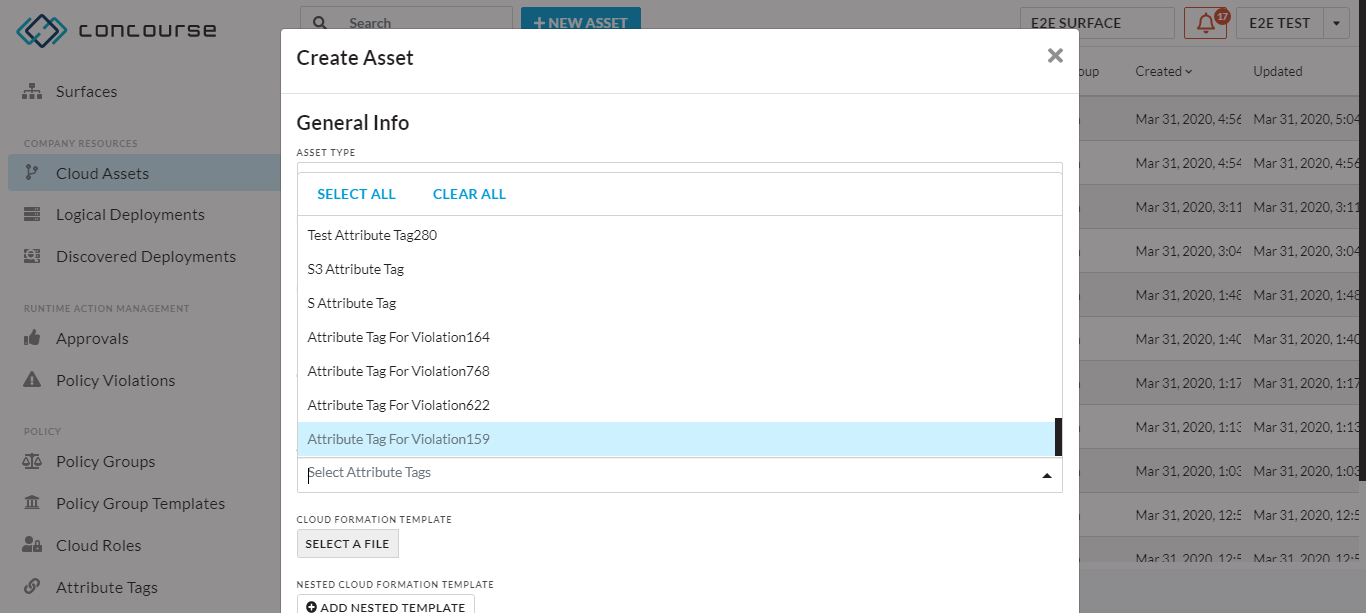 concourse
Search
+ NEW ASSET
E2E SURFACE
17
E2E TEST
Surfaces
COMPANY RESOURCES
Cloud Assets
Logical Deployments
Discovered Deployments
RUNTIME ACTION MANAGEMENT
Approvals
Policy Violations
POLICY
Policy Groups
Policy Group Templates
Cloud Roles
Attribute Tags
Create Asset
General Info
ASSET TYPE
SELECT ALL CLEAR ALL
Test Attribute Tag280
S3 Attribute Tag
S Attribute Tag
Attribute Tag For Violation164
Attribute Tag For Violation768
Attribute Tag For Violation622
Attribute Tag For Violation159
Select Attribute Tags
CLOUD FORMATION TEMPLATE
SELECT A FILE
NESTED CLOUD FORMATION TEMPLATE
ADD NESTED TEMPLATE
oup Created Updated
Mar 31, 2020, 4:56 Mar 31, 2020, 5:04
Mar 31, 2020, 4:54 Mar 31, 2020, 4:56
Mar 31, 2020, 3:11 Mar 31, 2020, 3:11
Mar 31, 2020, 3:04 Mar 31, 2020, 3:04
Mar 31, 2020, 1:48 Mar 31, 2020, 1:48
Mar 31, 2020, 1:40 Mar 31, 2020, 1:40
Mar 31, 2020, 1:17 Mar 31, 2020, 1:17
Mar 31, 2020, 1:13 Mar 31, 2020, 1:13
Mar 31, 2020, 1:03 Mar 31, 2020, 1:03
Mar 31, 2020, 12:5 Mar 31, 2020, 12:5
Mar 31, 2020, 12:5 Mar 31, 2020, 12:5